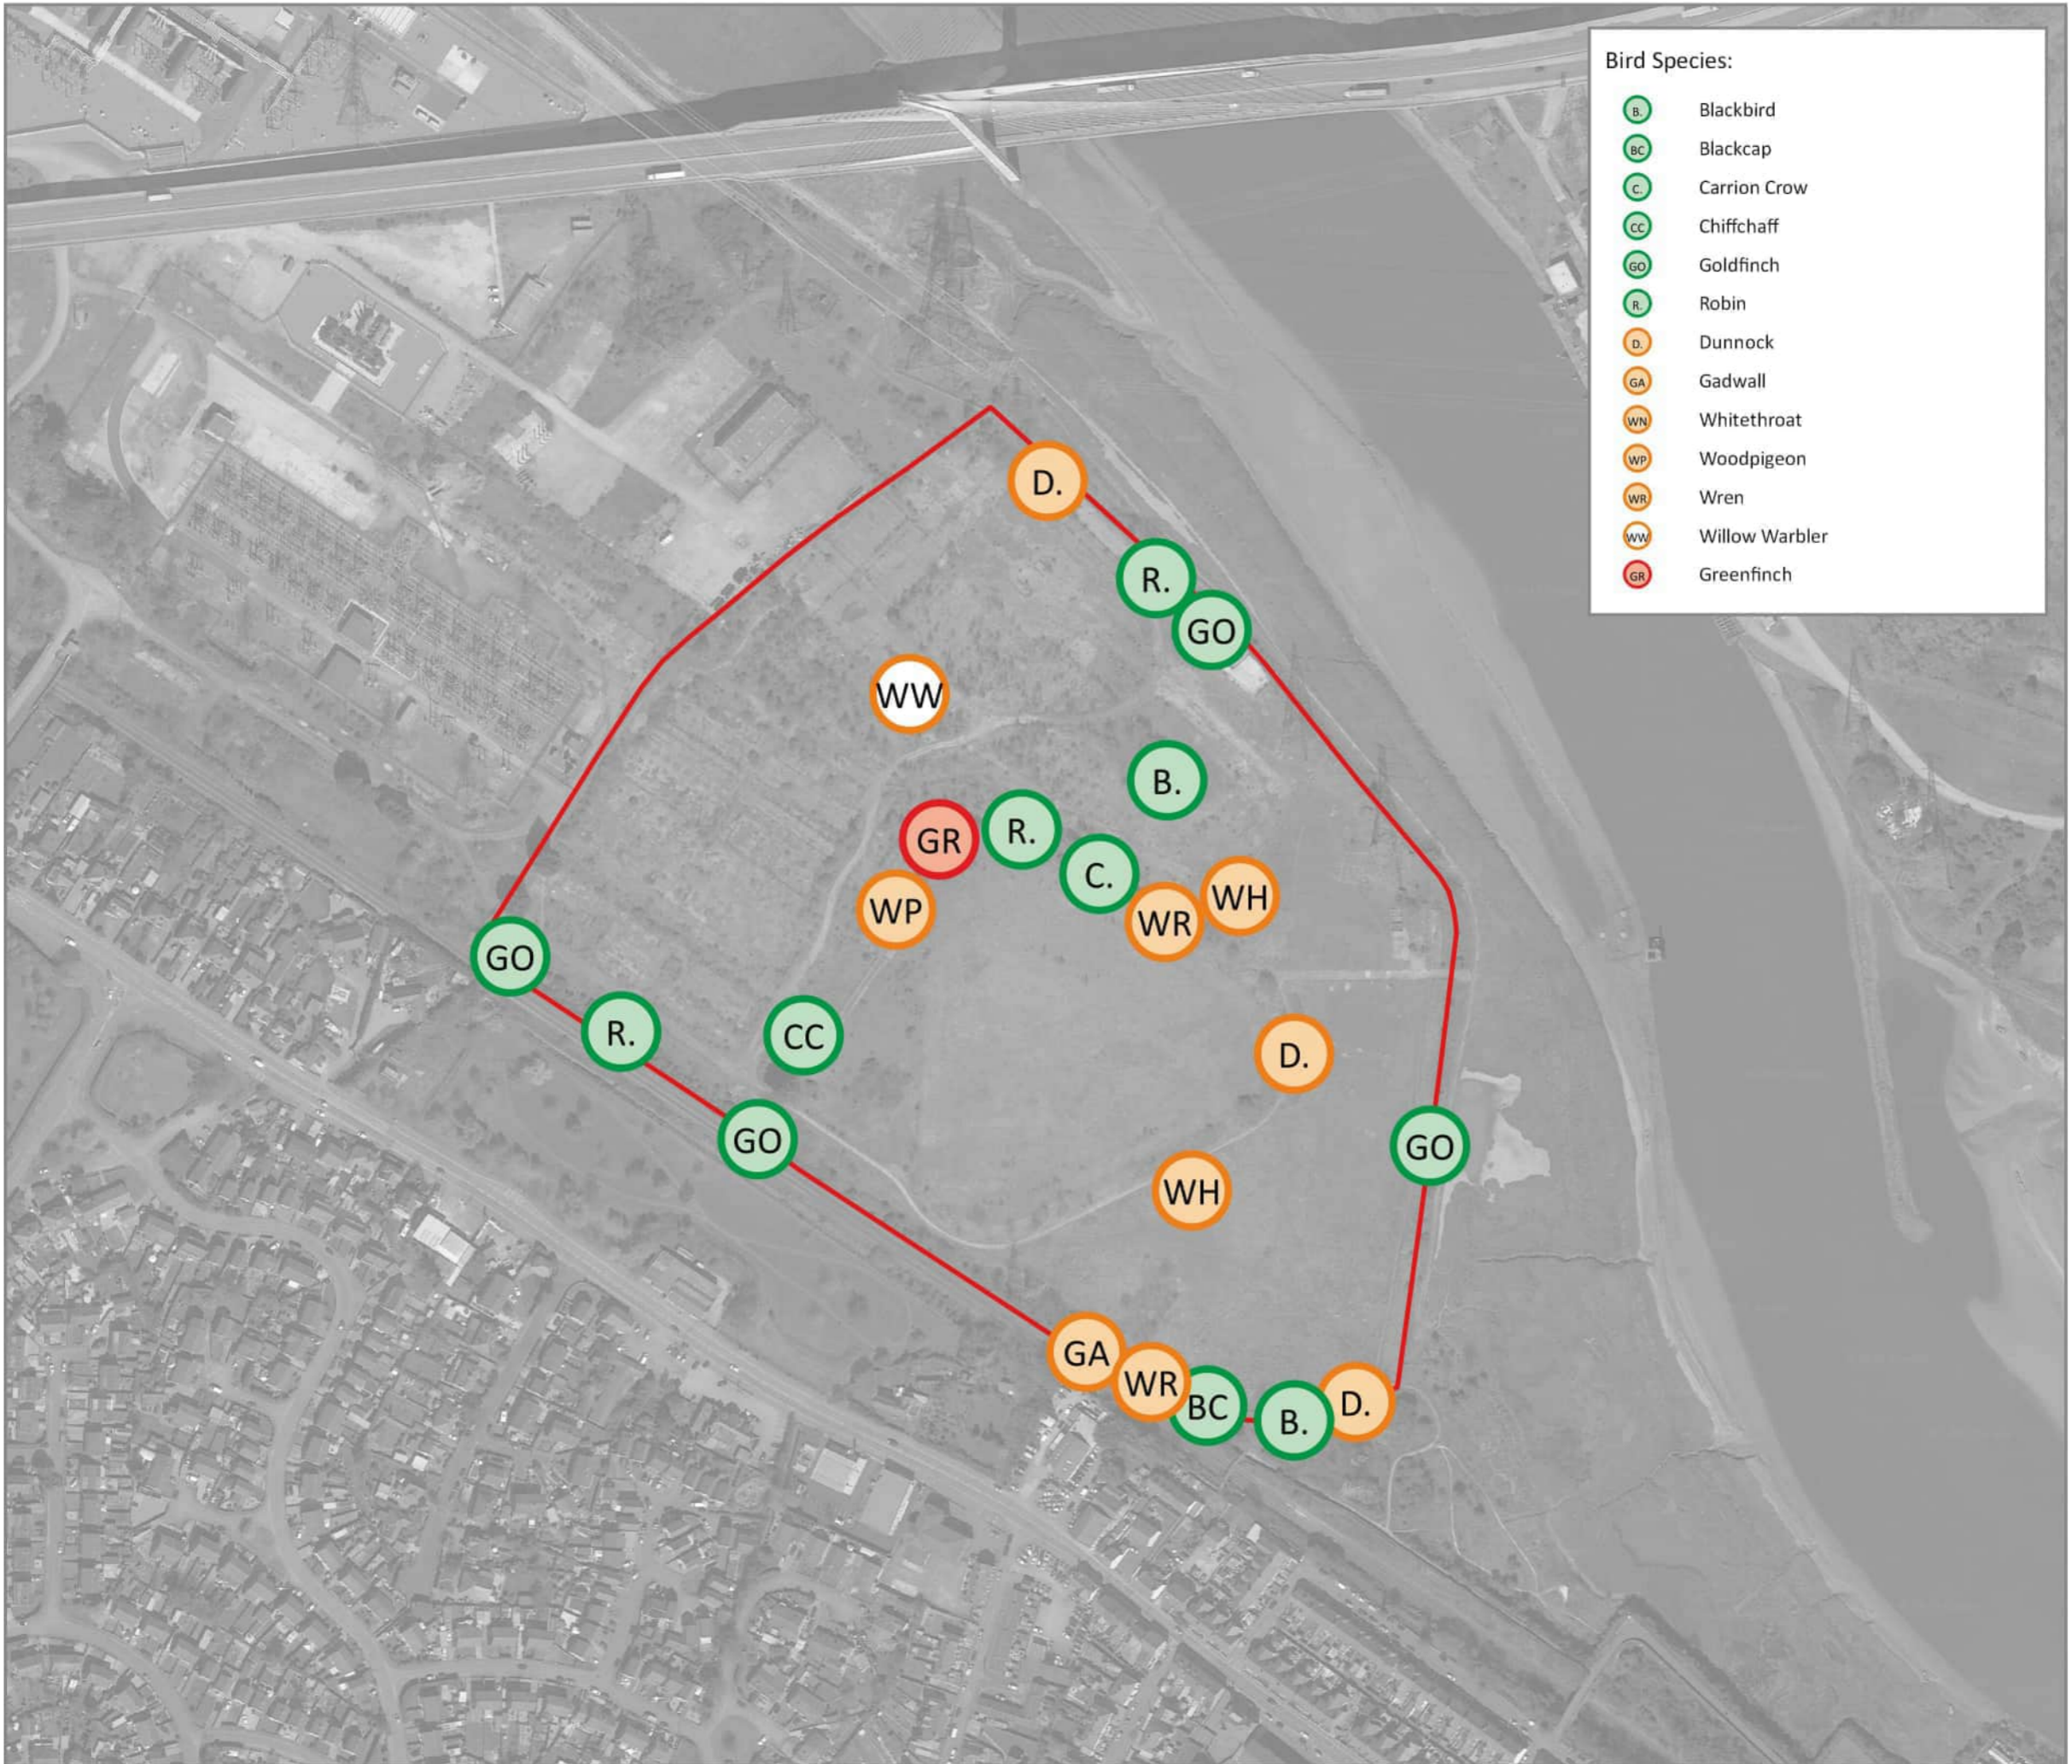 Bird Species:
B. Blackbird
BC Blackcap
C. Carrion Crow
CC Chiffchaff
GO Goldfinch
R. Robin
D. Dunnock
GA Gadwall
WN Whitethroat
WP Woodpigeon
WR Wren
WW Willow Warbler
GR Greenfinch
D.
R.
GO
WW
B.
GR
R.
C.
WP
WR
WH
GO
R.
CC
D.
GO
GO
WH
GA
WR
BC
B.
D.